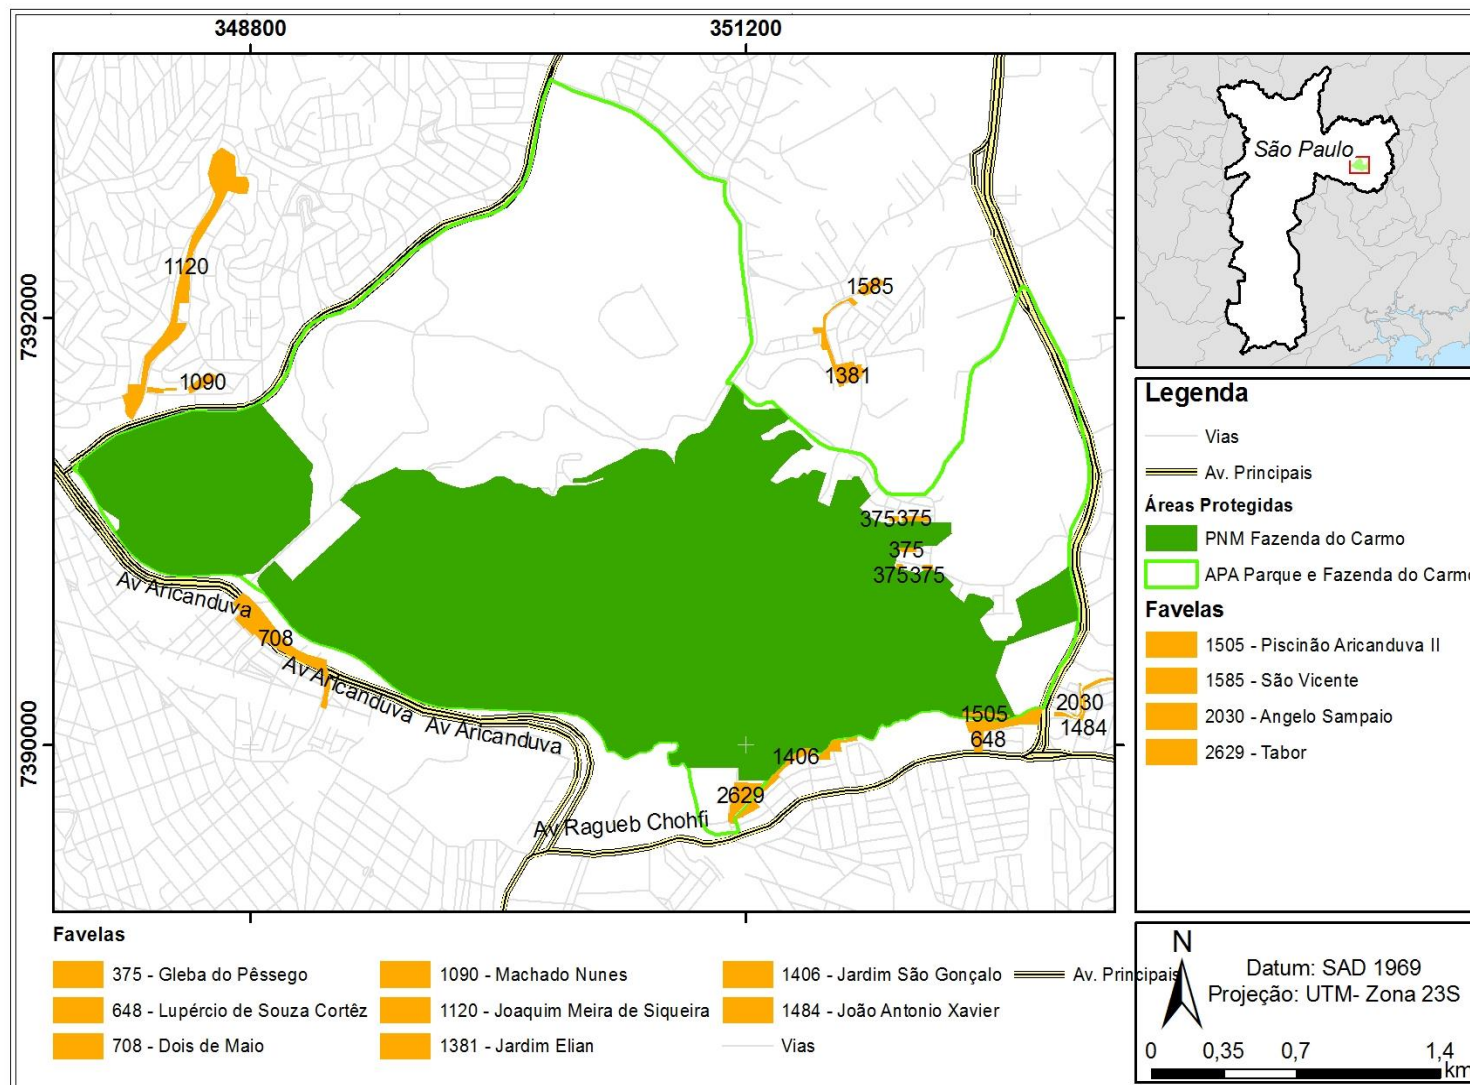 348800
351200
7392000
7390000
1120
1090
1585
1381
375375
375
375375
Av Aricanduva
708
Av Aricanduva
Av Aricanduva
1505
648
2030
1484
1406
2629
Av Ragueb Chohfi
São Paulo
Legenda
Vias
Av. Principais
Áreas Protegidas
PNM Fazenda do Carmo
APA Parque e Fazenda do Carmo
Favelas
1505 - Piscinão Aricanduva II
1585 - São Vicente
2030 - Angelo Sampaio
2629 - Tabor
Favelas
375 - Gleba do Pêssego
648 - Lupércio de Souza Cortêz
708 - Dois de Maio
1090 - Machado Nunes
1120 - Joaquim Meira de Siqueira
1381 - Jardim Elian
1406 - Jardim São Gonçalo
1484 - João Antonio Xavier
Vias
Av. Principais
N
Datum: SAD 1969
Projeção: UTM- Zona 23S
0 0,35 0,7 1,4
km